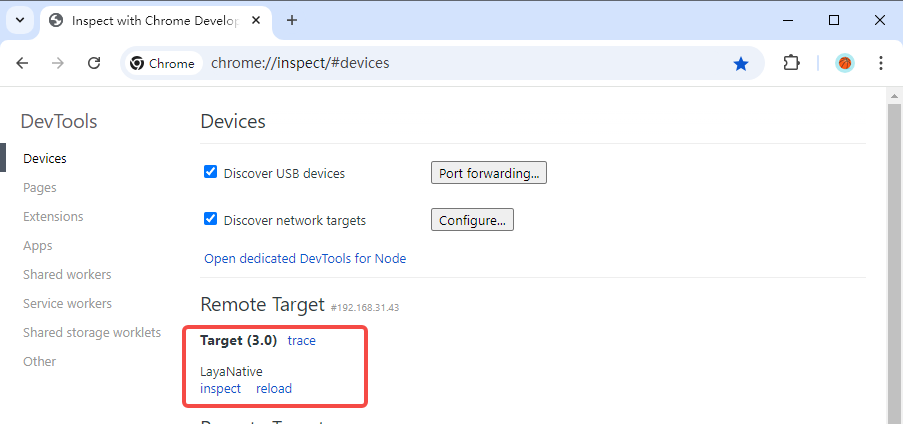 Inspect with Chrome Develop
Chrome
chrome://inspect/#devices
DevTools
Devices
Pages
Extensions
Apps
Shared workers
Service workers
Shared storage worklets
Other
Devices
Discover USB devices
Port forwarding...
Discover network targets
Configure...
Open dedicated DevTools for Node
Remote Target #192.168.31.43
Target (3.0) trace
LayaNative
inspect reload